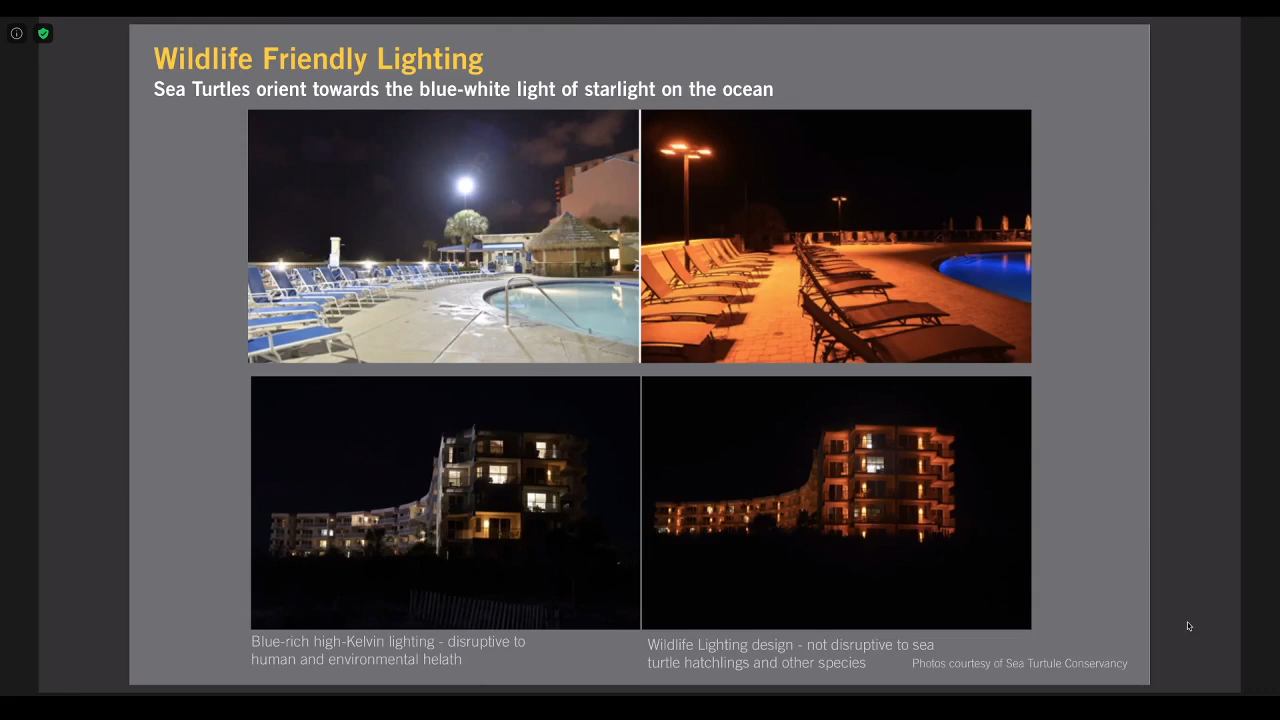 Wildlife Friendly Lighting
Sea Turtles orient towards the blue-white light of starlight on the ocean
Blue-rich high-Kelvin lighting - disruptive to
human and environmental helath
Wildlife Lighting design - not disruptive to sea
turtle hatchlings and other species
Photos courtesy of Sea Turtule Conservancy